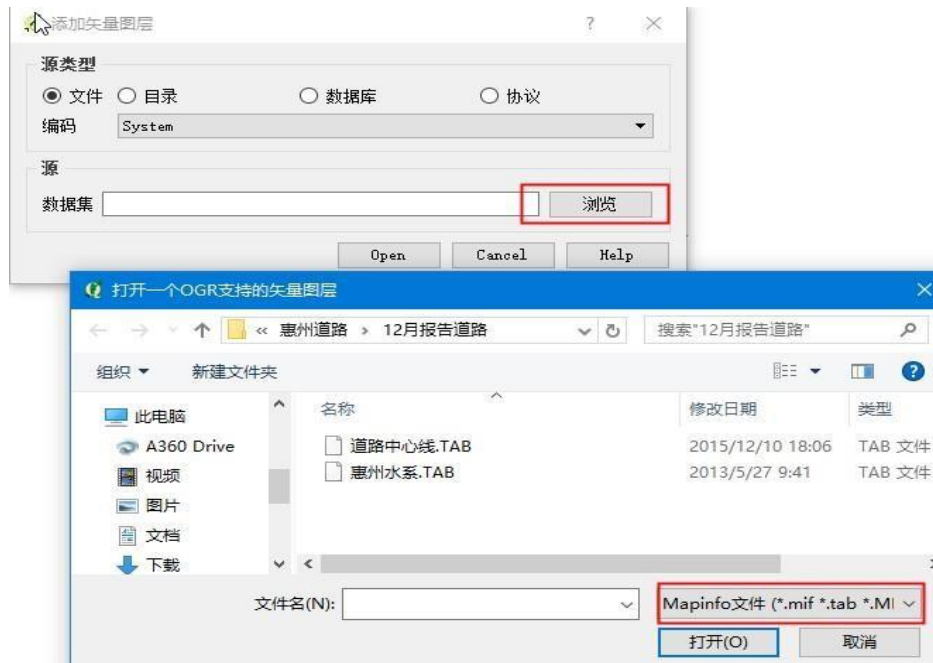 添加矢量图层 ?
源类型
文件 目录 数据库 协议
编码 System
源
数据集 浏览
Open Cancel Help
打开一个OGR支持的矢量图层
« 惠州道路 › 12月报告道路 搜索"12月报告道路"
组织 新建文件夹 ?
此电脑
A360 Drive
视频
图片
文档
下载
名称 修改日期 类型
道路中心线.TAB 2015/12/10 18:06 TAB 文件
惠州水系.TAB 2013/5/27 9:41 TAB 文件
文件名(N): Mapinfo文件 (*.mif *.tab *.MI
打开(O) 取消